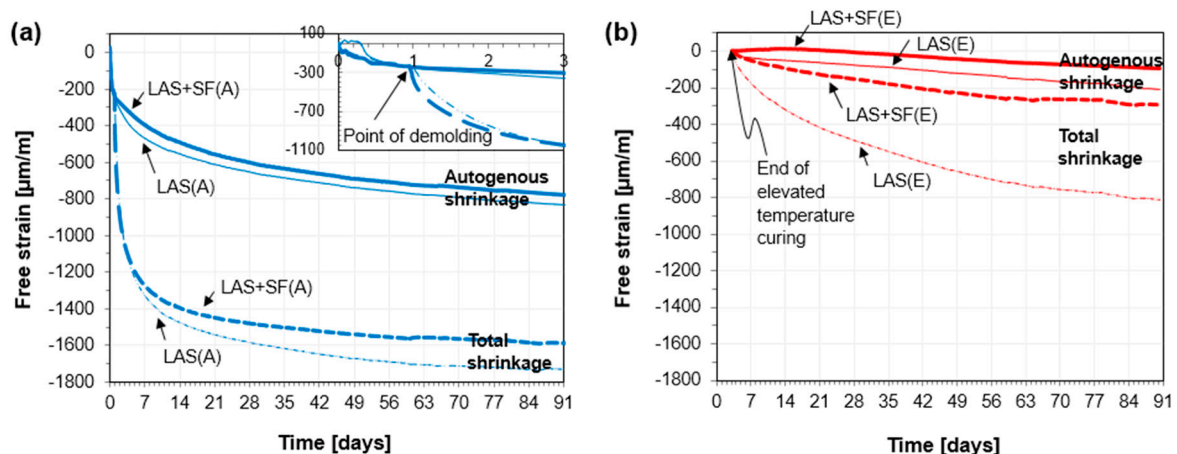 (a)
Free strain [µm/m]
0
-200
-400
-600
-800
-1000
-1200
-1400
-1600
-1800
0 7 14 21 28 35 42 49 56 63 70 77 84 91
Time [days]
100
-300
-700
-1100
0 1 2 3
Point of demolding
LAS+SF(A)
LAS(A)
Autogenous
shrinkage
LAS+SF(A)
LAS(A)
Total
shrinkage
(b)
Free strain [µm/m]
0
-200
-400
-600
-800
-1000
-1200
-1400
-1600
-1800
0 7 14 21 28 35 42 49 56 63 70 77 84 91
Time [days]
LAS+SF(E)
LAS(E)
Autogenous
shrinkage
LAS+SF(E)
Total
shrinkage
LAS(E)
End of
elevated
temperature
curing